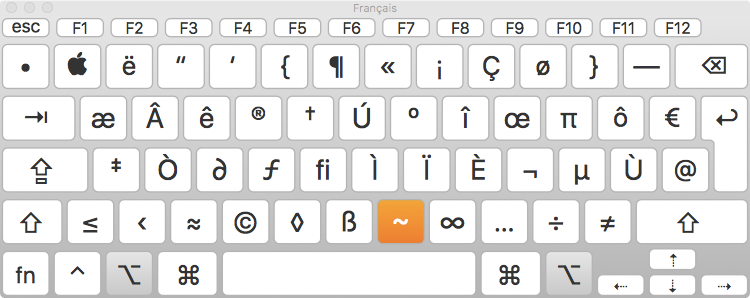 Français
esc F1 F2 F3 F4 F5 F6 F7 F8 F9 F10 F11 F12
•  ë “ ‘ { ¶ « ¡ Ç ø } — ⌫
⇥ æ Â ê ® † Ú º î œ π ô € ↩
⇪ ‡ Ò ∂ ƒ ﬁ Ì Ï È ¬ µ Ù @
⇧ ≤ ‹ ≈ © ◊ ß ~ ∞ … ÷ ≠ ⇧
fn ^ ⌥ ⌘ ⌘ ⌥ ⇠ ⇡ ⇣ ⇢